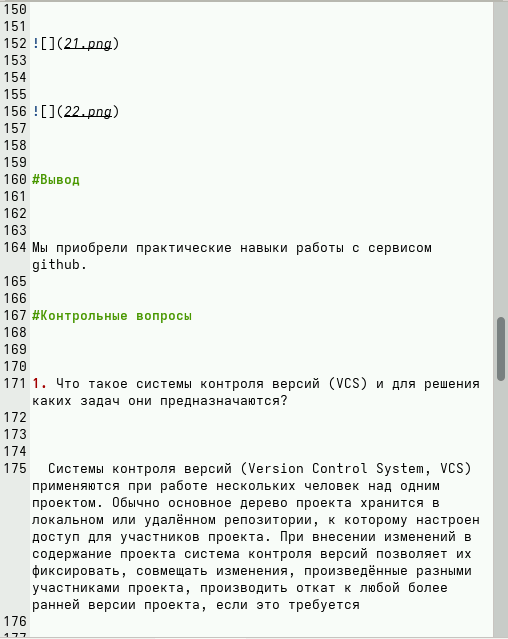 150
151
152 ![](21.png)
153
154
155
156 ![](22.png)
157
158
159
160 #Вывод
161
162
163
164 Мы приобрели практические навыки работы с сервисом
github.
165
166
167 #Контрольные вопросы
168
169
170
171 1. Что такое системы контроля версий (VCS) и для решения
каких задач они предназначаются?
172
173
174
175 Системы контроля версий (Version Control System, VCS)
применяются при работе нескольких человек над одним
проектом. Обычно основное дерево проекта хранится в
локальном или удалённом репозитории, к которому настроен
доступ для участников проекта. При внесении изменений в
содержание проекта система контроля версий позволяет их
фиксировать, совмещать изменения, произведённые разными
участниками проекта, производить откат к любой более
ранней версии проекта, если это требуется
176
177